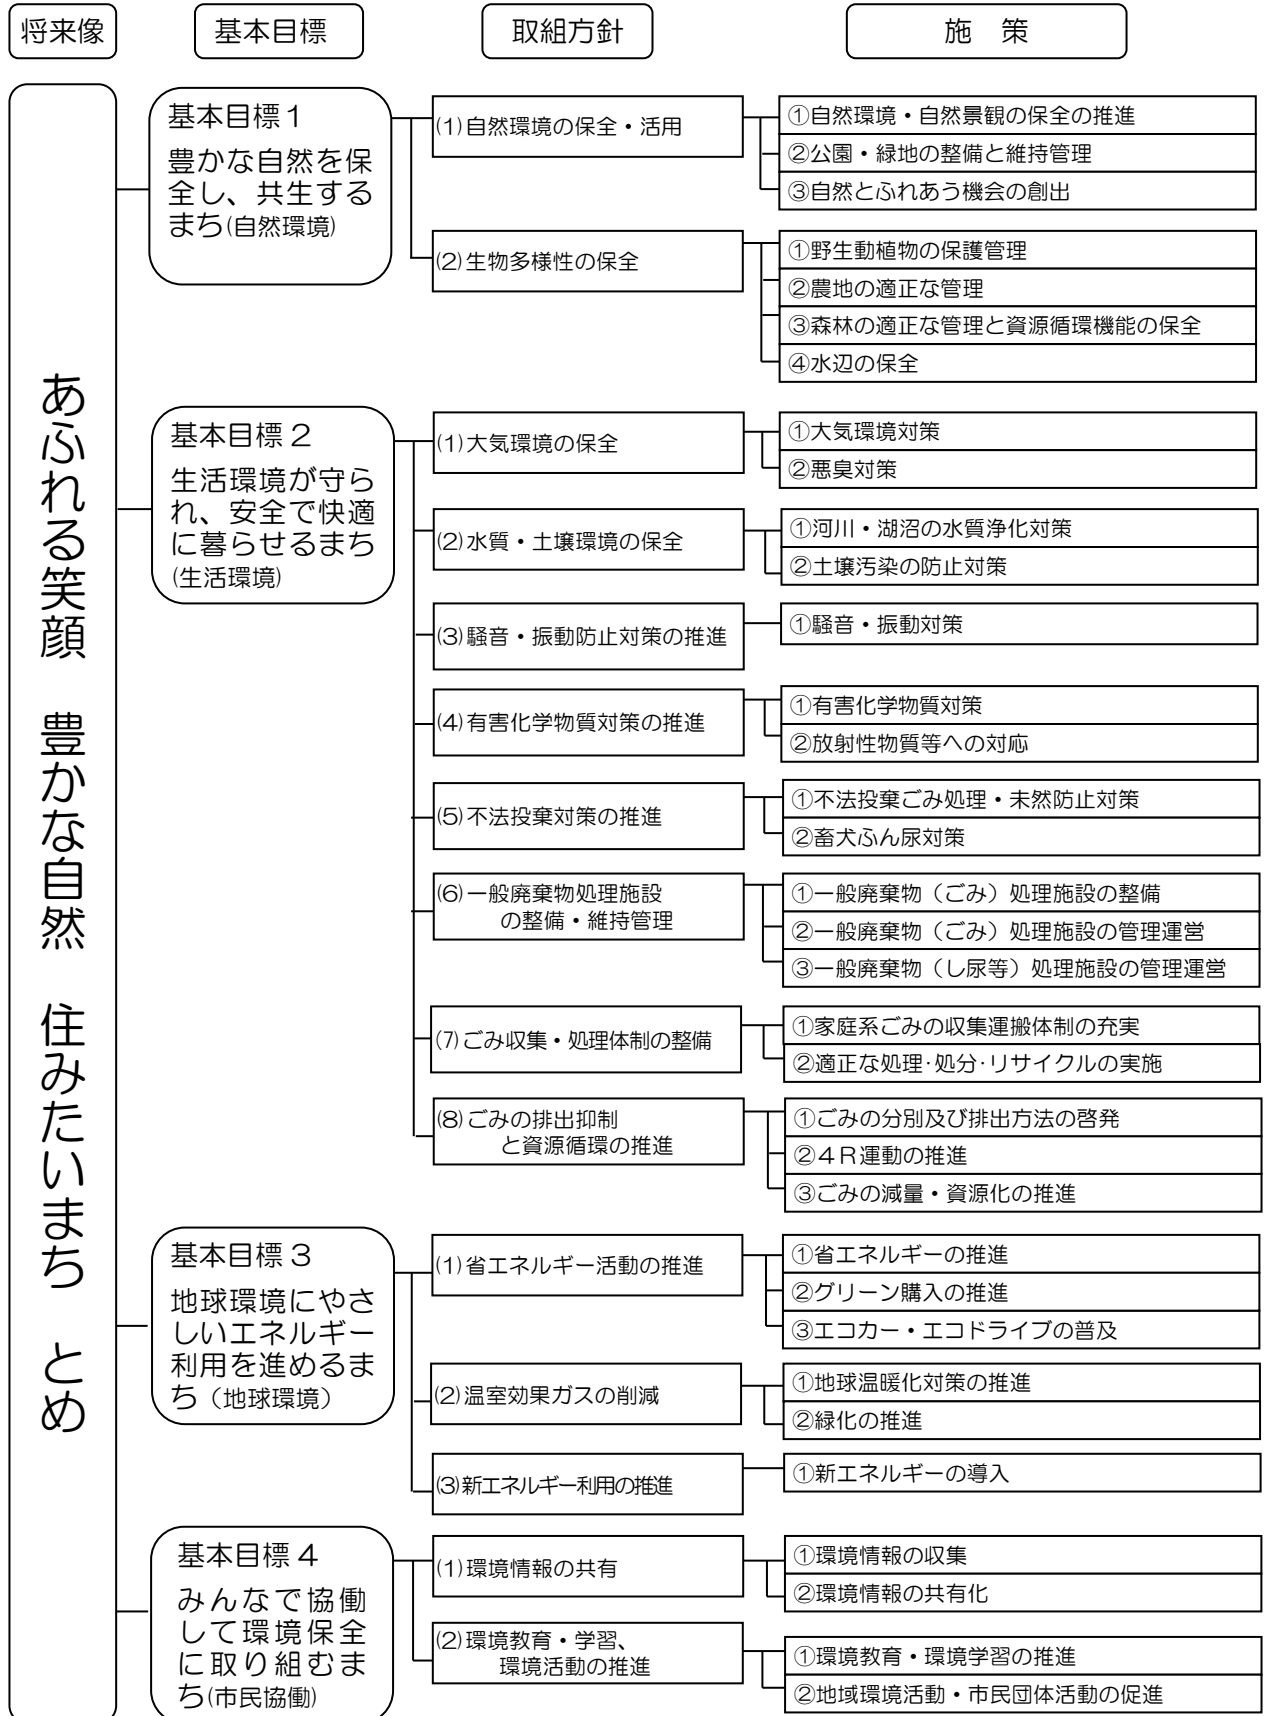 将来像
基本目標
取組方針
施　策
あふれる笑顔　豊かな自然　住みたいまち　とめ
基本目標１
豊かな自然を保
全し、共生する
まち(自然環境)
(1)自然環境の保全・活用
①自然環境・自然景観の保全の推進
②公園・緑地の整備と維持管理
③自然とふれあう機会の創出
(2)生物多様性の保全
①野生動植物の保護管理
②農地の適正な管理
③森林の適正な管理と資源循環機能の保全
④水辺の保全
基本目標２
生活環境が守ら
れ、安全で快適
に暮らせるまち
(生活環境)
(1)大気環境の保全
①大気環境対策
②悪臭対策
(2)水質・土壌環境の保全
①河川・湖沼の水質浄化対策
②土壌汚染の防止対策
(3)騒音・振動防止対策の推進
①騒音・振動対策
(4)有害化学物質対策の推進
①有害化学物質対策
②放射性物質等への対応
(5)不法投棄対策の推進
①不法投棄ごみ処理・未然防止対策
②畜犬ふん尿対策
(6)一般廃棄物処理施設
の整備・維持管理
①一般廃棄物（ごみ）処理施設の整備
②一般廃棄物（ごみ）処理施設の管理運営
③一般廃棄物（し尿等）処理施設の管理運営
(7)ごみ収集・処理体制の整備
①家庭系ごみの収集運搬体制の充実
②適正な処理･処分･リサイクルの実施
(8)ごみの排出抑制
と資源循環の推進
①ごみの分別及び排出方法の啓発
②４Ｒ運動の推進
③ごみの減量・資源化の推進
基本目標３
地球環境にやさ
しいエネルギー
利用を進めるま
ち（地球環境）
(1)省エネルギー活動の推進
①省エネルギーの推進
②グリーン購入の推進
③エコカー・エコドライブの普及
(2)温室効果ガスの削減
①地球温暖化対策の推進
②緑化の推進
(3)新エネルギー利用の推進
①新エネルギーの導入
基本目標４
みんなで協働
して環境保全
に取り組むま
ち(市民協働)
(1)環境情報の共有
①環境情報の収集
②環境情報の共有化
(2)環境教育・学習、
環境活動の推進
①環境教育・環境学習の推進
②地域環境活動・市民団体活動の促進